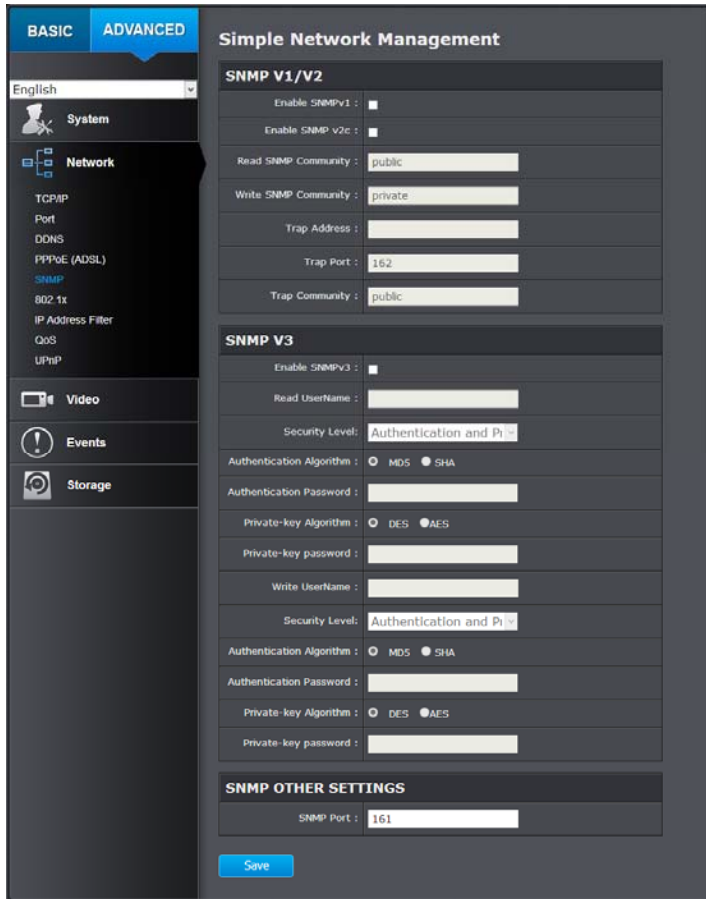 BASIC ADVANCED
English
System
Network
TCP/IP
Port
DDNS
PPPoE (ADSL)
SNMP
802.1x
IP Address Filter
QoS
UPnP
Video
Events
Storage
Simple Network Management
SNMP V1/V2
Enable SNMPv1 :
Enable SNMP v2c :
Read SNMP Community : public
Write SNMP Community : private
Trap Address :
Trap Port : 162
Trap Community : public
SNMP V3
Enable SNMPv3 :
Read UserName :
Security Level: Authentication and Pr
Authentication Algorithm : MD5 SHA
Authentication Password :
Private-key Algorithm : DES AES
Private-key password :
Write UserName :
Security Level: Authentication and Pr
Authentication Algorithm : MD5 SHA
Authentication Password :
Private-key Algorithm : DES AES
Private-key password :
SNMP OTHER SETTINGS
SNMP Port : 161
Save